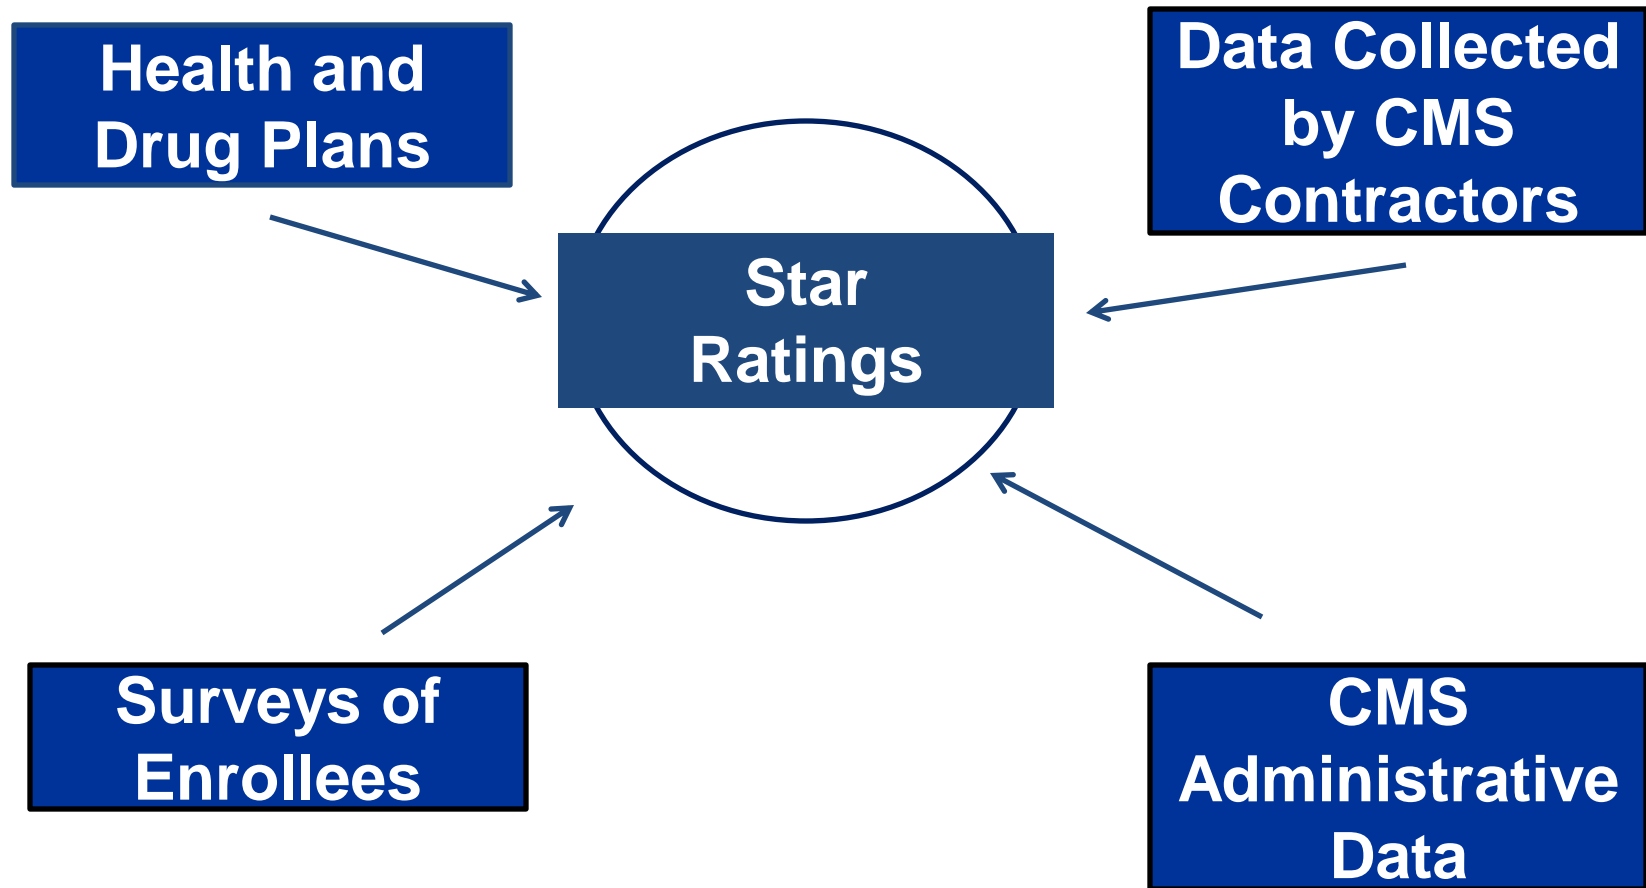 Health and
Drug Plans
Data Collected
by CMS
Contractors
Star
Ratings
Surveys of
Enrollees
CMS
Administrative
Data